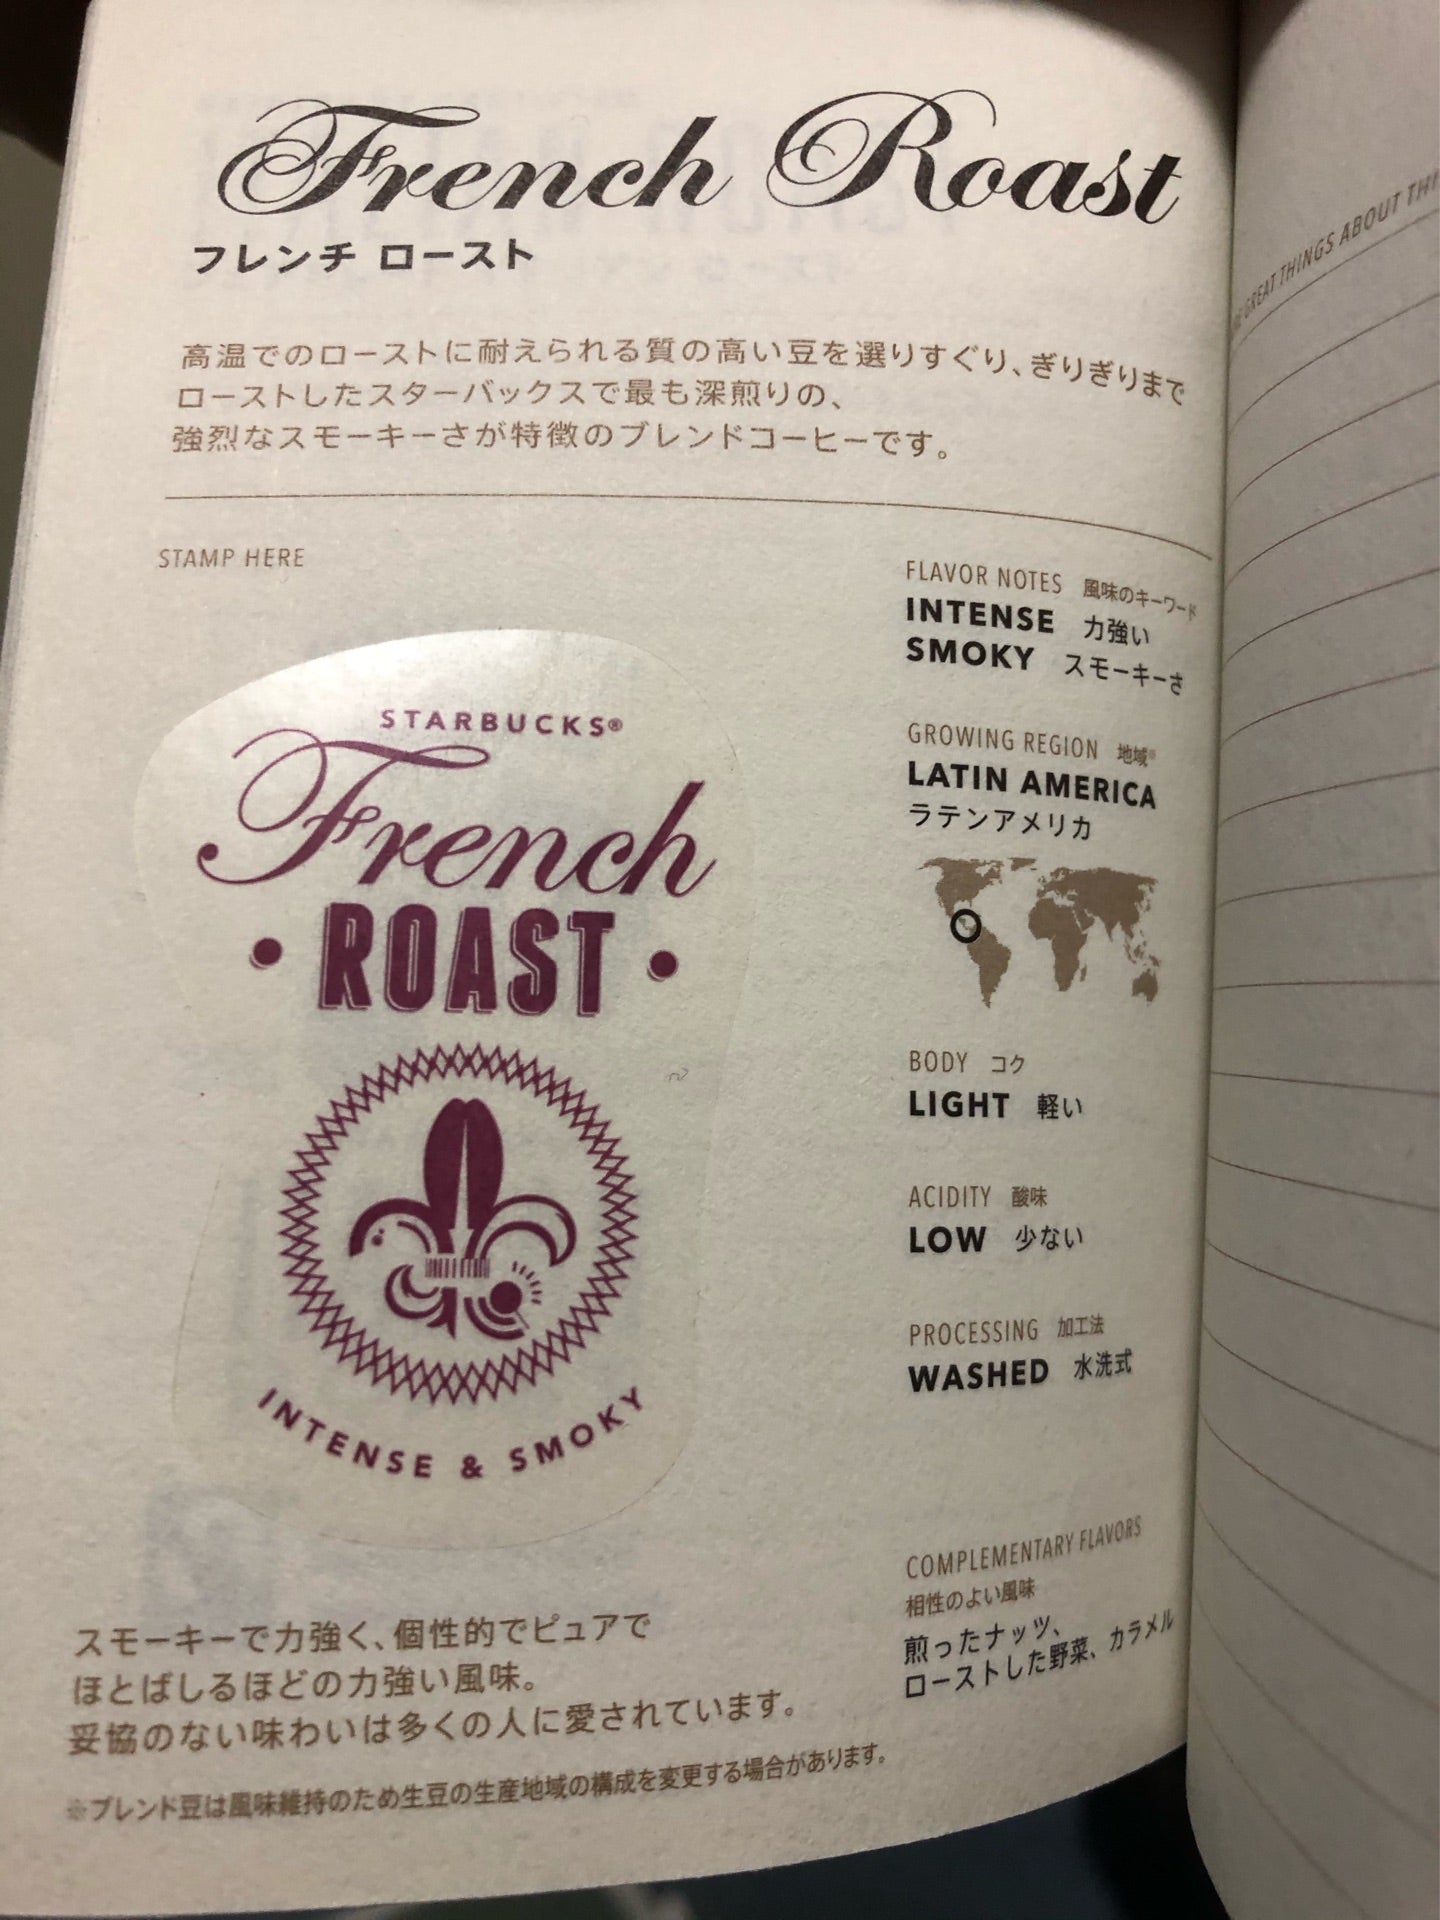 French Roast
フレンチ ロースト
高温でのローストに耐えられる質の高い豆を選りすぐり、ぎりぎりまで
ローストしたスターバックスで最も深煎りの、
強烈なスモーキーさが特徴のブレンドコーヒーです。
STAMP HERE
STARBUCKS®
French
• ROAST •
INTENSE & SMOKY
FLAVOR NOTES 風味のキーワード
INTENSE 力強い
SMOKY スモーキーさ
GROWING REGION 地域※
LATIN AMERICA
ラテンアメリカ
BODY コク
LIGHT 軽い
ACIDITY 酸味
LOW 少ない
PROCESSING 加工法
WASHED 水洗式
COMPLEMENTARY FLAVORS
相性のよい風味
煎ったナッツ、
ローストした野菜、カラメル
スモーキーで力強く、個性的でピュアで
ほとばしるほどの力強い風味。
妥協のない味わいは多くの人に愛されています。
※ブレンド豆は風味維持のため生豆の生産地域の構成を変更する場合があります。
GREAT THINGS ABOUT